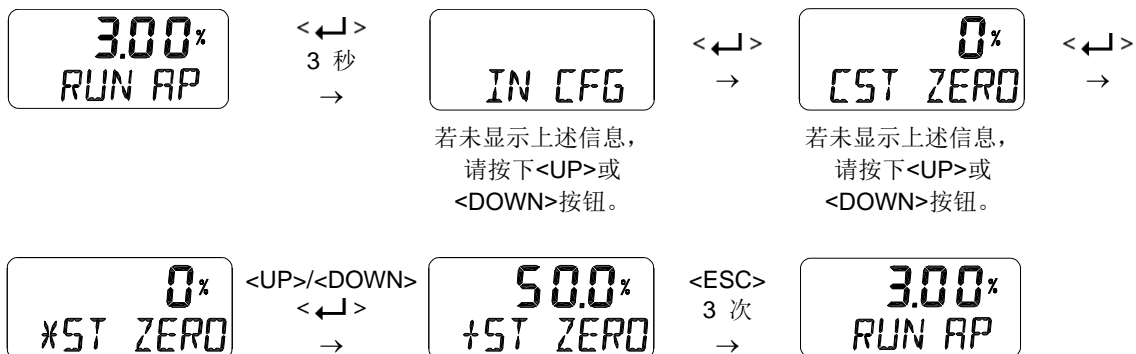 3.00%
RUN AP
<↵>
3 秒
→
IN CFG
若未显示上述信息，
请按下<UP>或
<DOWN>按钮。
<↵>
→
0%
CST ZERO
若未显示上述信息，
请按下<UP>或
<DOWN>按钮。
<↵>
→
0%
*ST ZERO
<UP>/<DOWN>
<↵>
→
50.0%
+ST ZERO
<ESC>
3 次
→
3.00%
RUN AP